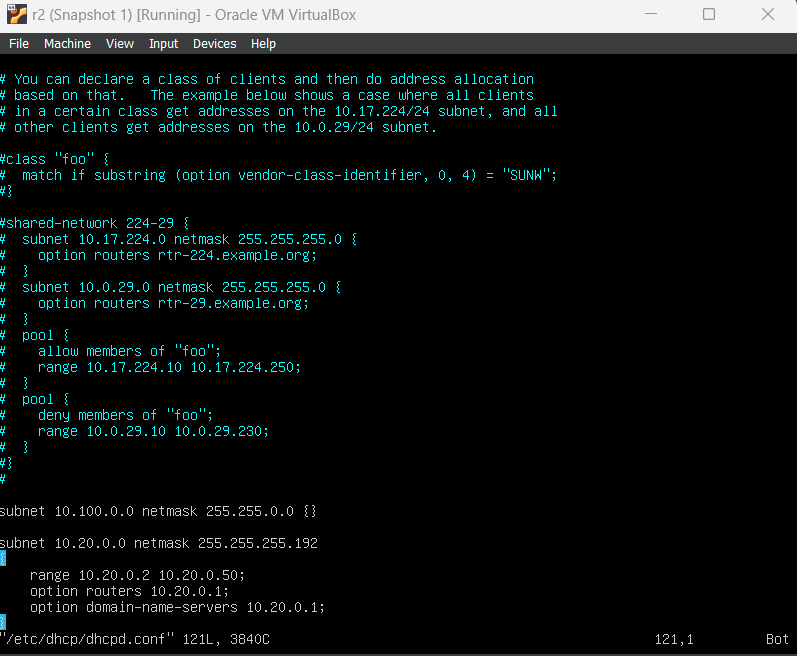 r2 (Snapshot 1) [Running] - Oracle VM VirtualBox
File Machine View Input Devices Help
# You can declare a class of clients and then do address allocation
# based on that.   The example below shows a case where all clients
# in a certain class get addresses on the 10.17.224/24 subnet, and all
# other clients get addresses on the 10.0.29/24 subnet.
#class "foo" {
#  match if substring (option vendor-class-identifier, 0, 4) = "SUNW";
#}
#shared-network 224-29 {
#  subnet 10.17.224.0 netmask 255.255.255.0 {
#    option routers rtr-224.example.org;
#  }
#  subnet 10.0.29.0 netmask 255.255.255.0 {
#    option routers rtr-29.example.org;
#  }
#  pool {
#    allow members of "foo";
#    range 10.17.224.10 10.17.224.250;
#  }
#  pool {
#    deny members of "foo";
#    range 10.0.29.10 10.0.29.230;
#  }
#}
#
subnet 10.100.0.0 netmask 255.255.0.0 {}
subnet 10.20.0.0 netmask 255.255.255.192
{
    range 10.20.0.2 10.20.0.50;
    option routers 10.20.0.1;
    option domain-name-servers 10.20.0.1;
}
"/etc/dhcp/dhcpd.conf" 121L, 3840C 121,1 Bot